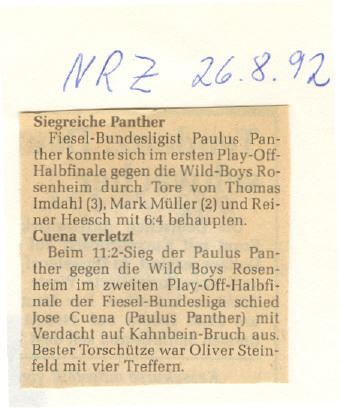 NRZ 26.8.92
Siegreiche Panther
Fiesel-Bundesligist Paulus Pan-
ther konnte sich im ersten Play-Off-
Halbfinale gegen die Wild-Boys Ro-
senheim durch Tore von Thomas
Imdahl (3), Mark Müller (2) und Rei-
ner Heesch mit 6:4 behaupten.
Cuena verletzt
Beim 11:2-Sieg der Paulus Pan-
ther gegen die Wild Boys Rosen-
heim im zweiten Play-Off-Halbfi-
nale der Fiesel-Bundesliga schied
Jose Cuena (Paulus Panther) mit
Verdacht auf Kahnbein-Bruch aus.
Bester Torschütze war Oliver Stein-
feld mit vier Treffern.